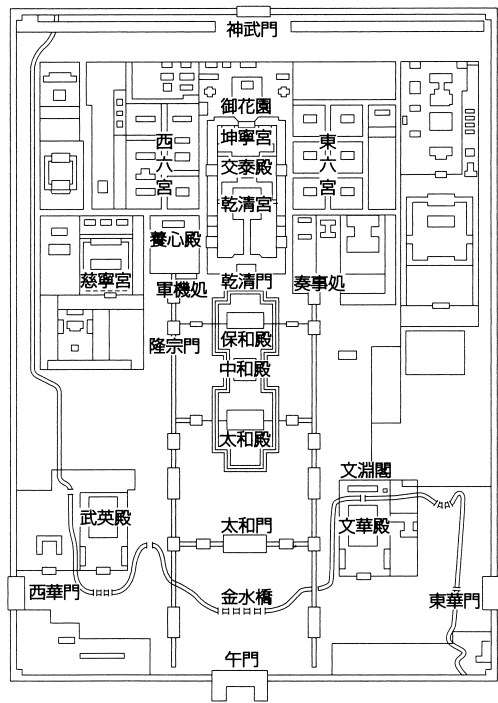 神武門
御花園
坤寧宮
西六宮
東六宮
交泰殿
乾清宮
養心殿
慈寧宮
乾清門
軍機処
奏事処
保和殿
隆宗門
中和殿
太和殿
文淵閣
武英殿
太和門
文華殿
西華門
金水橋
東華門
午門